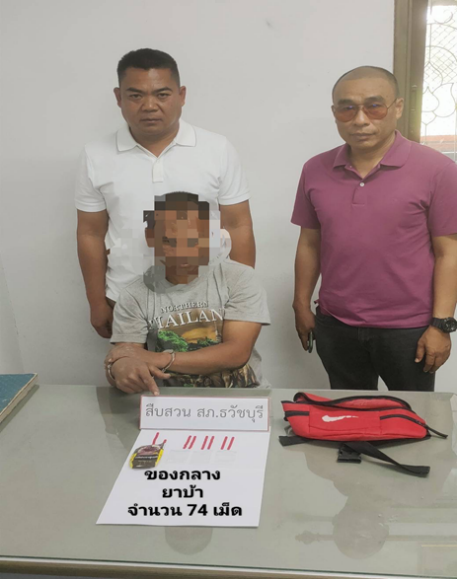 NORTHERN
THAILAN
สืบสวน สภ.ธวัชบุรี
ของกลาง
ยาบ้า
จำนวน 74 เม็ด